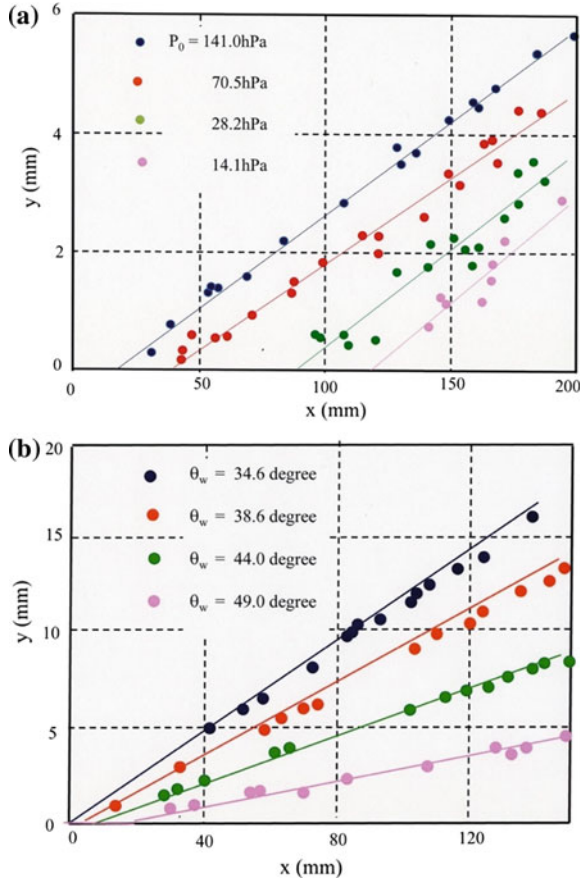 (a)
6
P₀ = 141.0hPa
70.5hPa
28.2hPa
14.1hPa
4
2
0
y (mm)
50
100
150
200
x (mm)
(b)
20
θw = 34.6 degree
θw = 38.6 degree
θw = 44.0 degree
θw = 49.0 degree
15
10
5
0
y (mm)
0
40
80
120
x (mm)